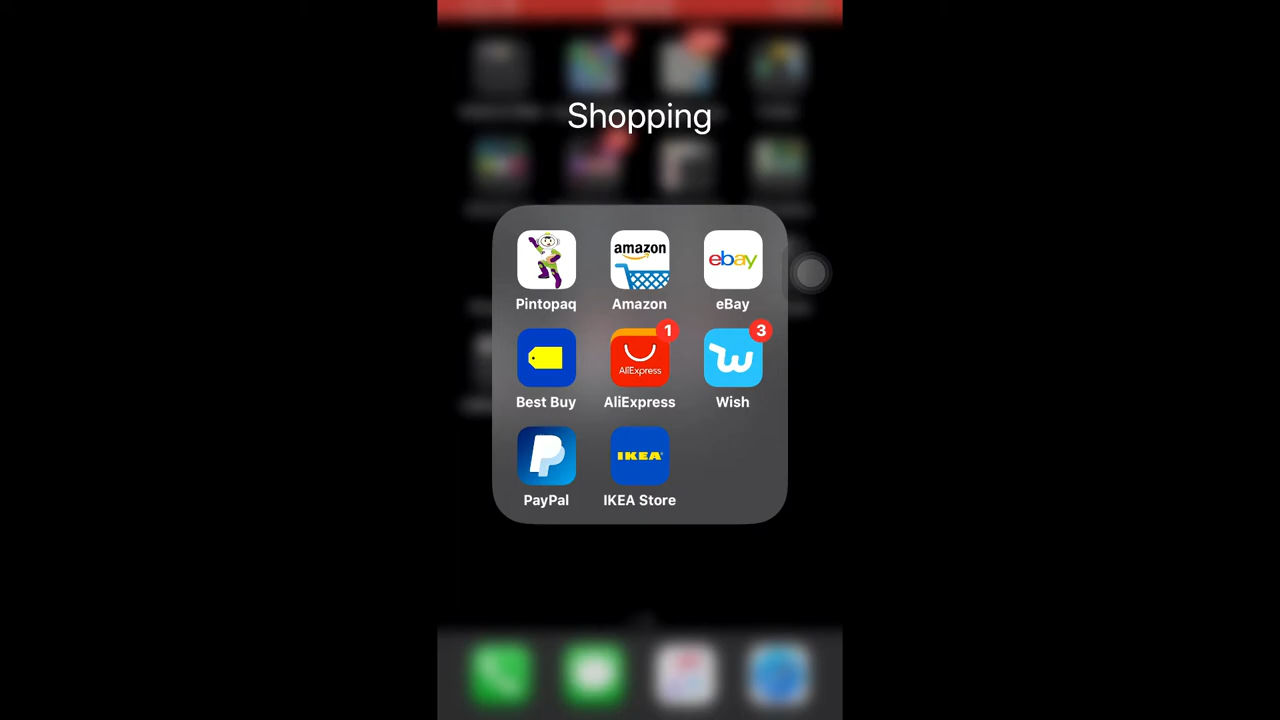 Shopping
amazon
ebay
Pintopaq
Amazon
eBay
1
3
AliExpress
Best Buy
AliExpress
Wish
IKEA
PayPal
IKEA Store